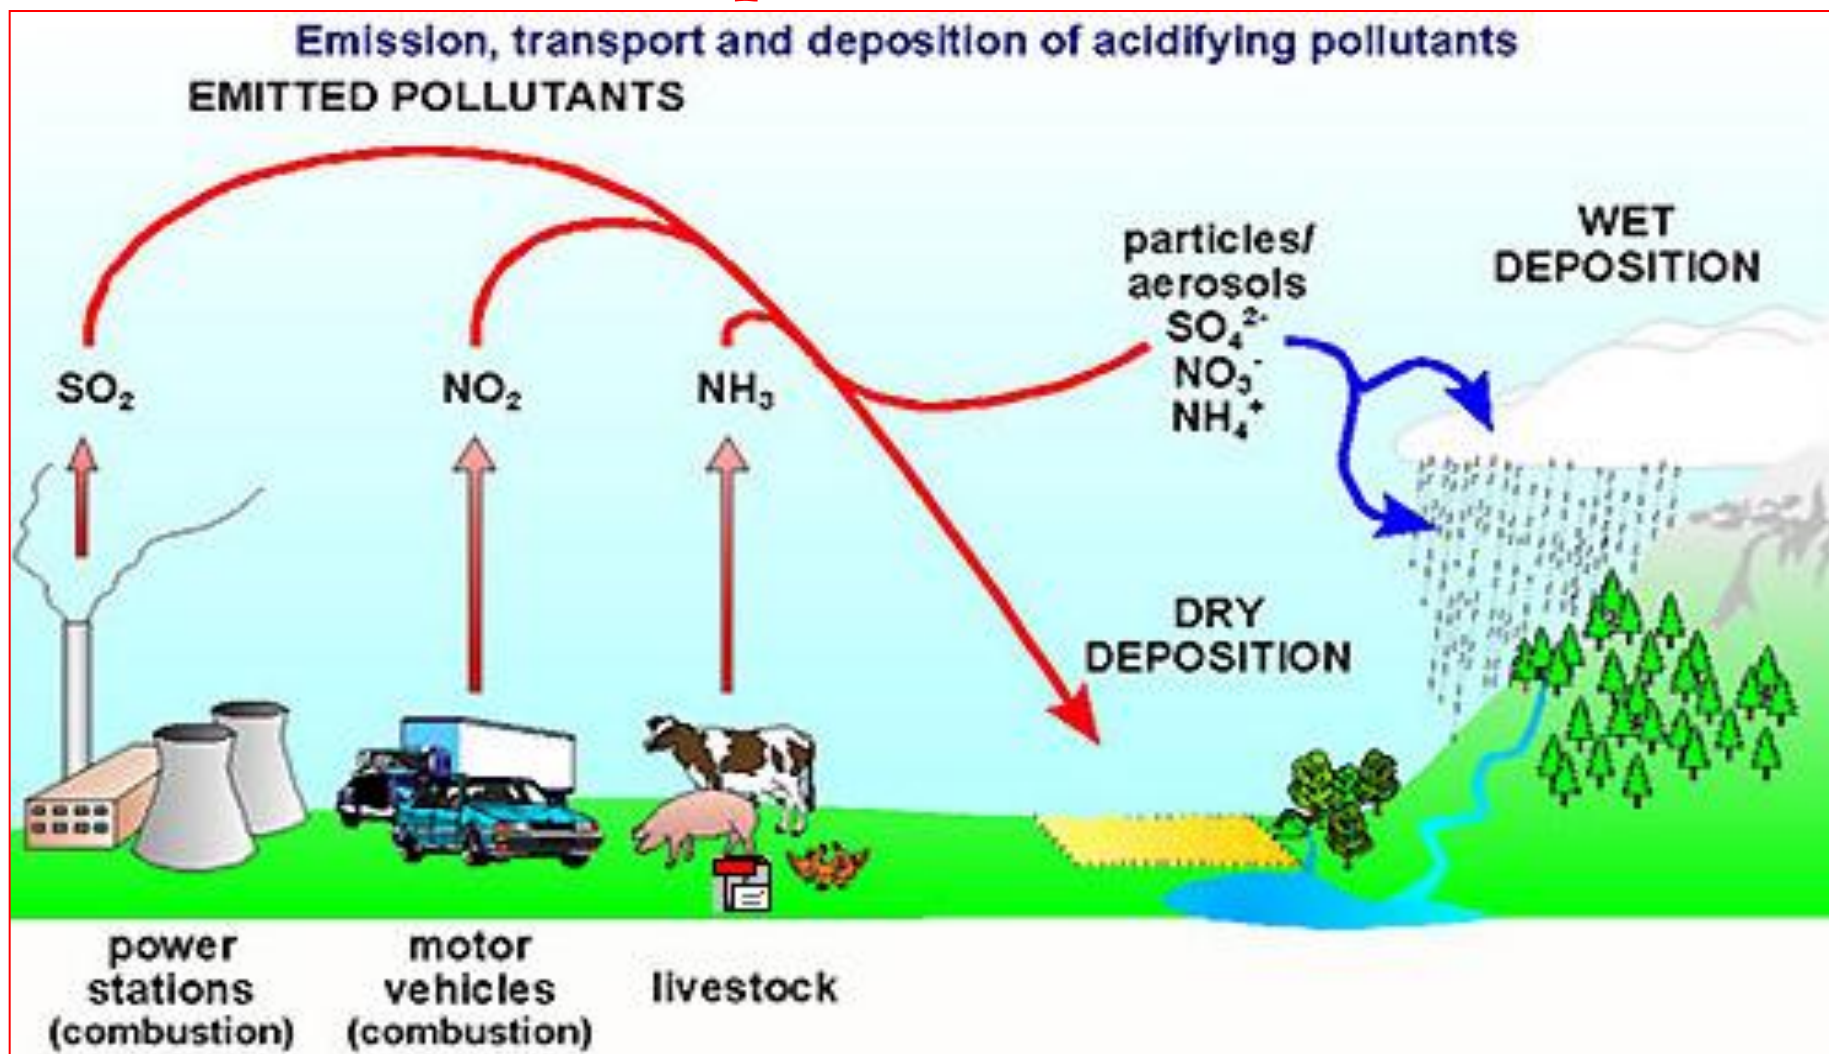 Emission, transport and deposition of acidifying pollutants
EMITTED POLLUTANTS
SO₂
NO₂
NH₃
particles/
aerosols
SO₄²⁻
NO₃⁻
NH₄⁺
WET
DEPOSITION
DRY
DEPOSITION
power
stations
(combustion)
motor
vehicles
(combustion)
livestock